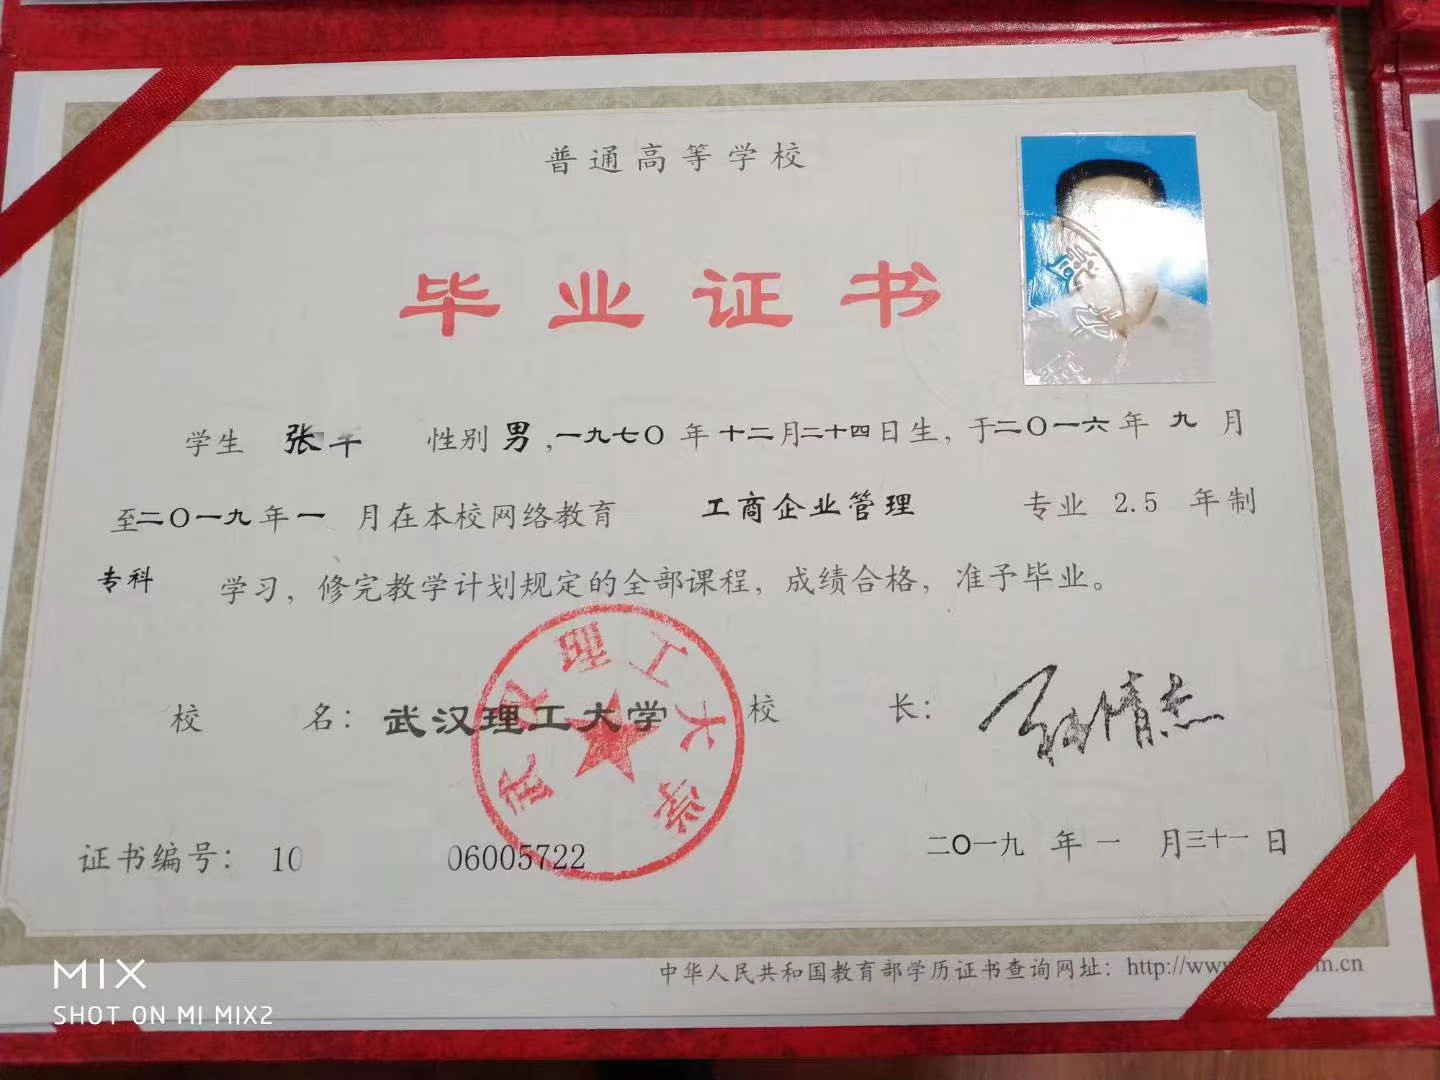 普通高等学校
毕业证书
学生 张 性别男,一九七〇年十二月二十四日生,于二〇一六年九月
至二〇一九年一月在本校网络教育 工商企业管理 专业 2.5 年制
专科 学习,修完教学计划规定的全部课程,成绩合格,准予毕业。
校名:武汉理工大学 校长:
武汉理工大学
证书编号:10 06005722 二〇一九年一月三十一日
中华人民共和国教育部学历证书查询网址:http://www. m.cn
MIX
SHOT ON MI MIX2